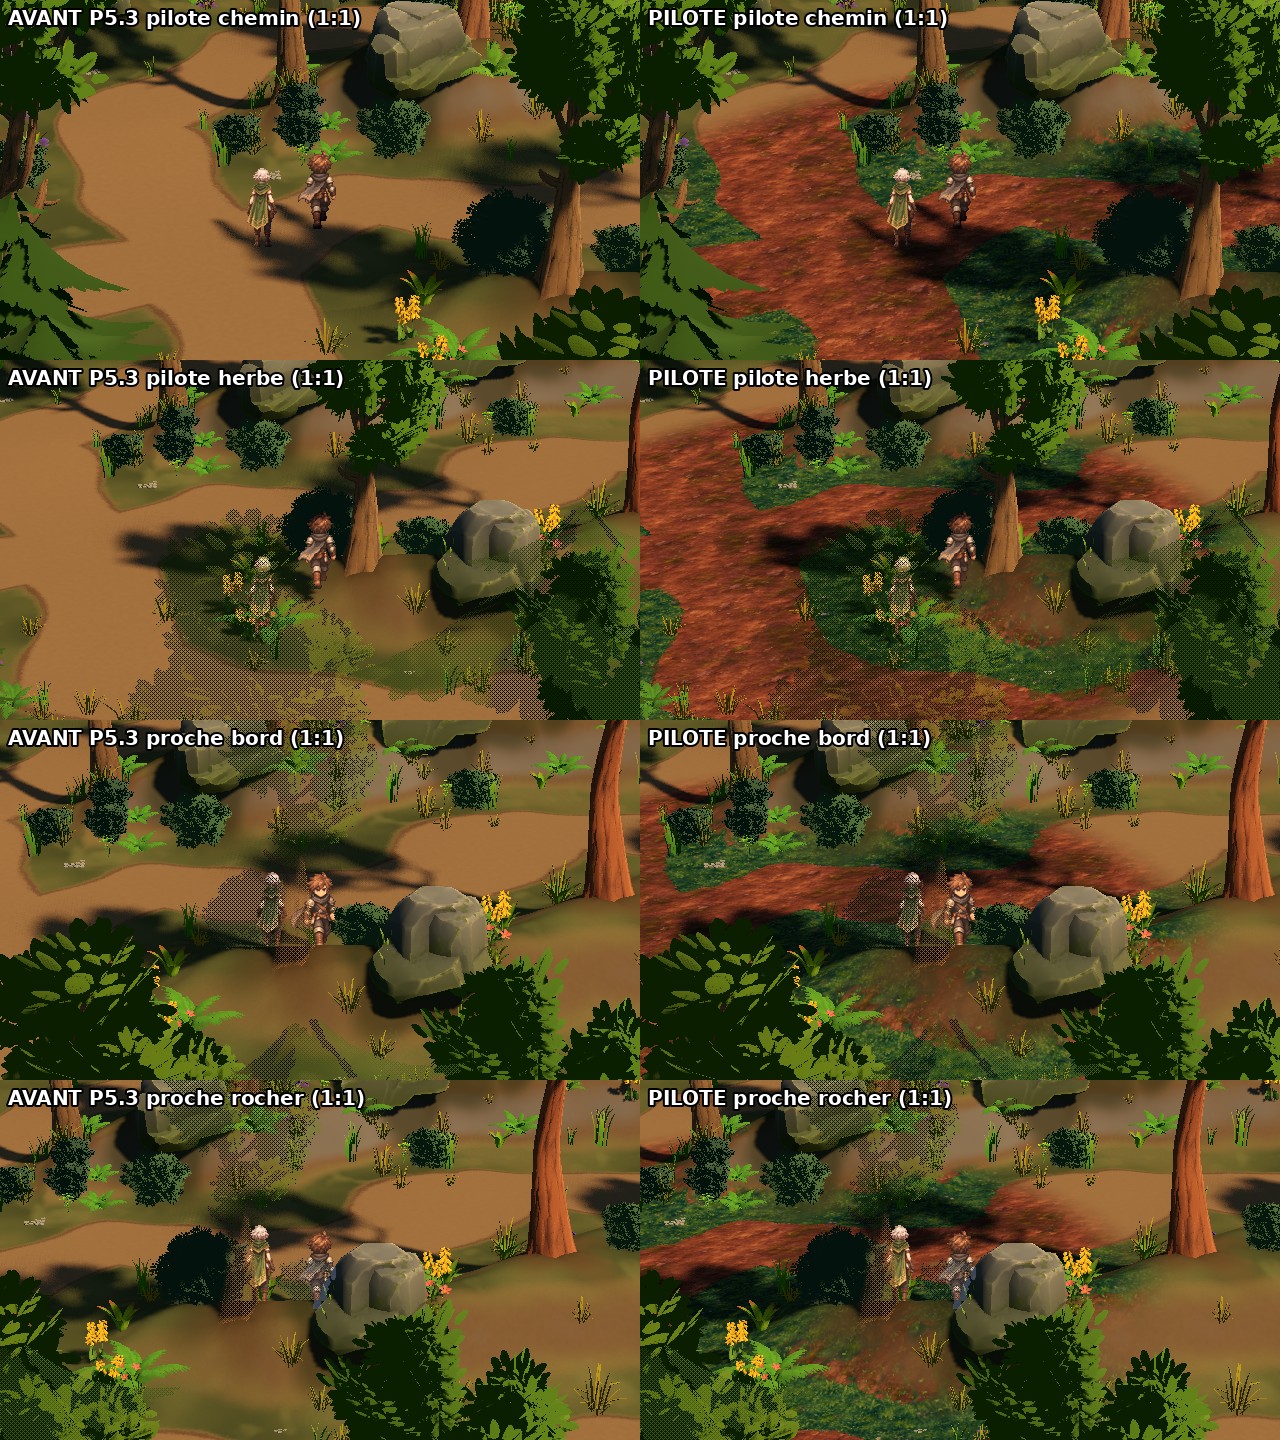 AVANT P5.3 pilote chemin (1:1)
PILOTE pilote chemin (1:1)
AVANT P5.3 pilote herbe (1:1)
PILOTE pilote herbe (1:1)
AVANT P5.3 proche bord (1:1)
PILOTE proche bord (1:1)
AVANT P5.3 proche rocher (1:1)
PILOTE proche rocher (1:1)